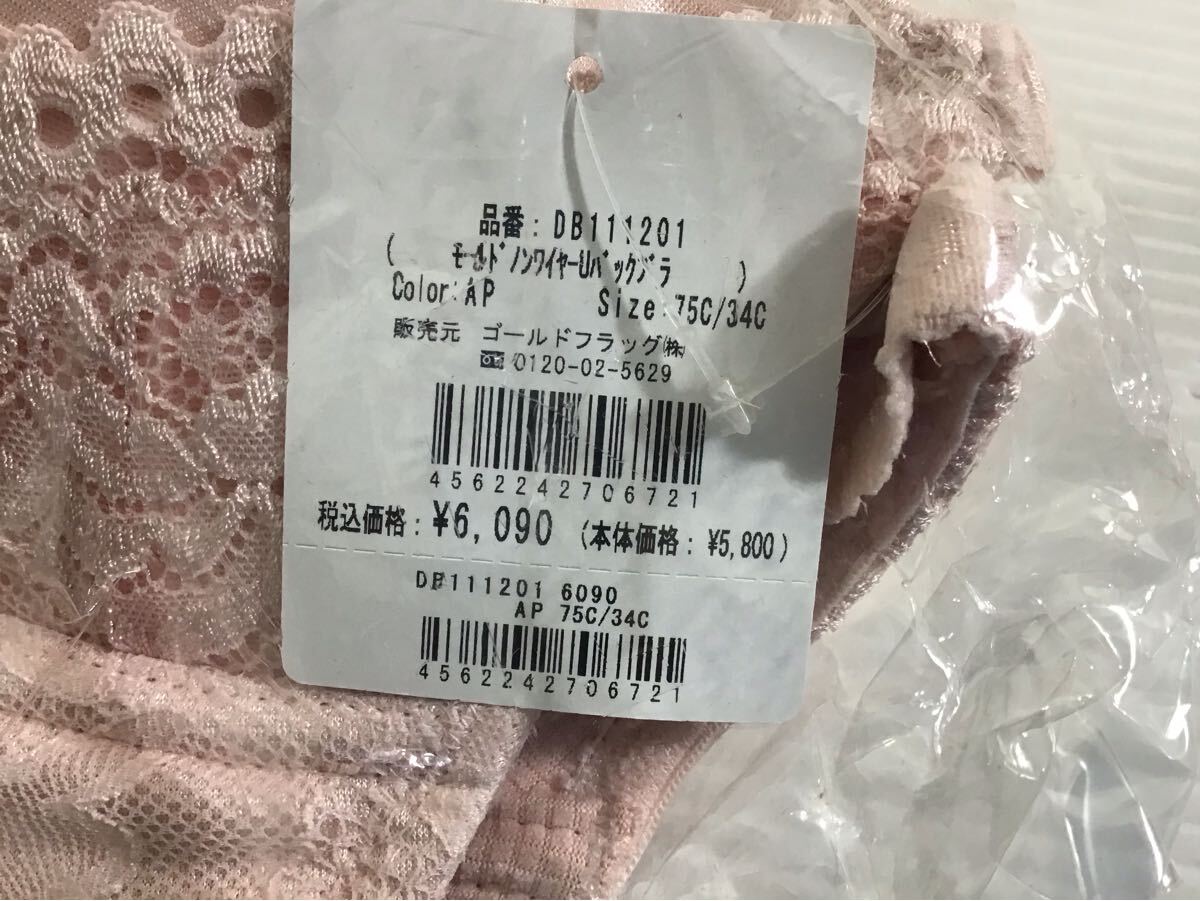 品番: DB111201
( ﾓｰﾙﾄﾞﾉﾝﾜｲﾔｰUﾊﾞｯｸﾌﾞﾗ )
Color:AP Size:75C/34C
販売元 ゴールドフラッグ㈱
0120-02-5629
4562242706721
税込価格: ¥6,090 (本体価格: ¥5,800)
DB111201 6090
AP 75C/34C
4562242706721